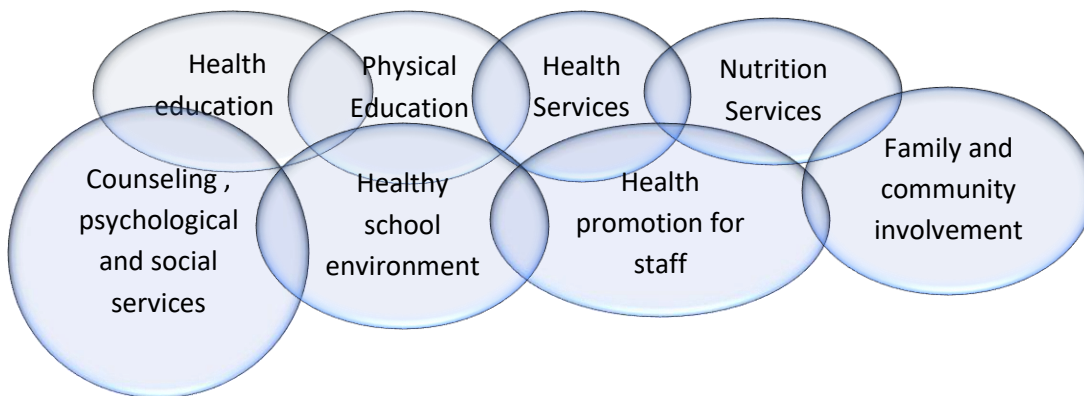 Health
education
Physical
Education
Health
Services
Nutrition
Services
Counseling ,
psychological
and social
services
Healthy
school
environment
Health
promotion for
staff
Family and
community
involvement